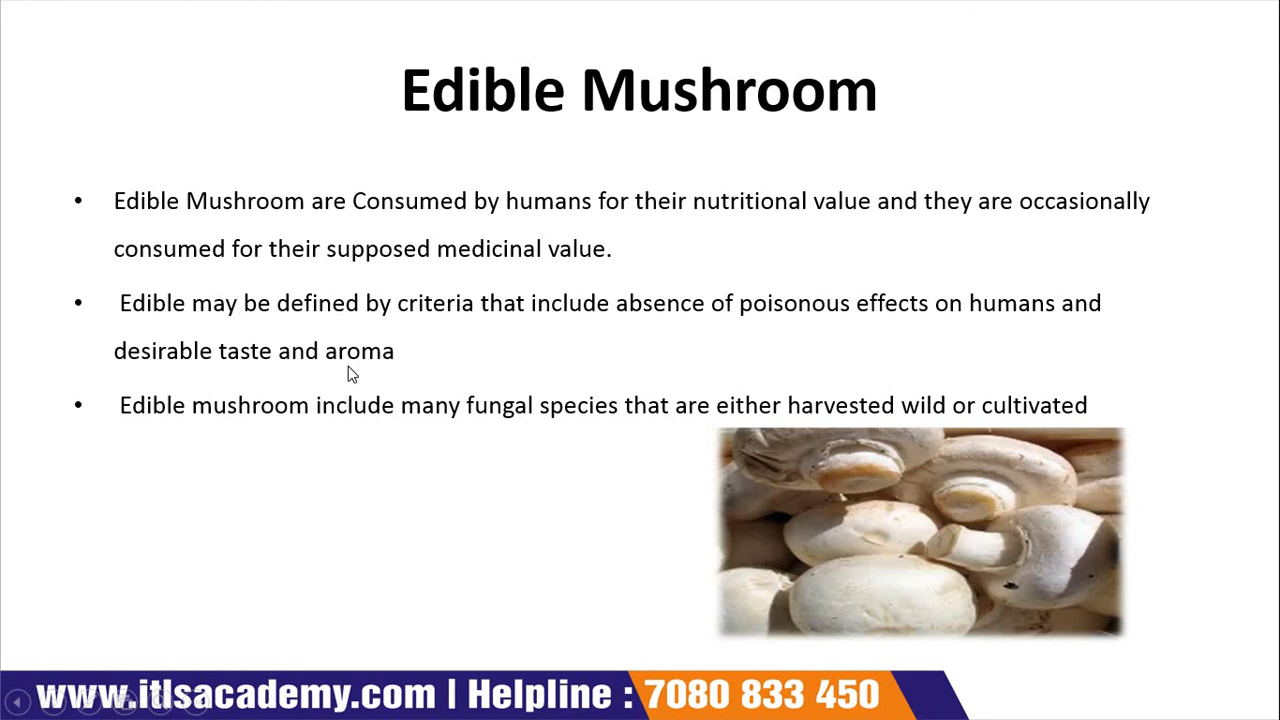 Edible Mushroom
• Edible Mushroom are Consumed by humans for their nutritional value and they are occasionally
consumed for their supposed medicinal value.
• Edible may be defined by criteria that include absence of poisonous effects on humans and
desirable taste and aroma
• Edible mushroom include many fungal species that are either harvested wild or cultivated
www.itlsacademy.com | Helpline : 7080 833 450